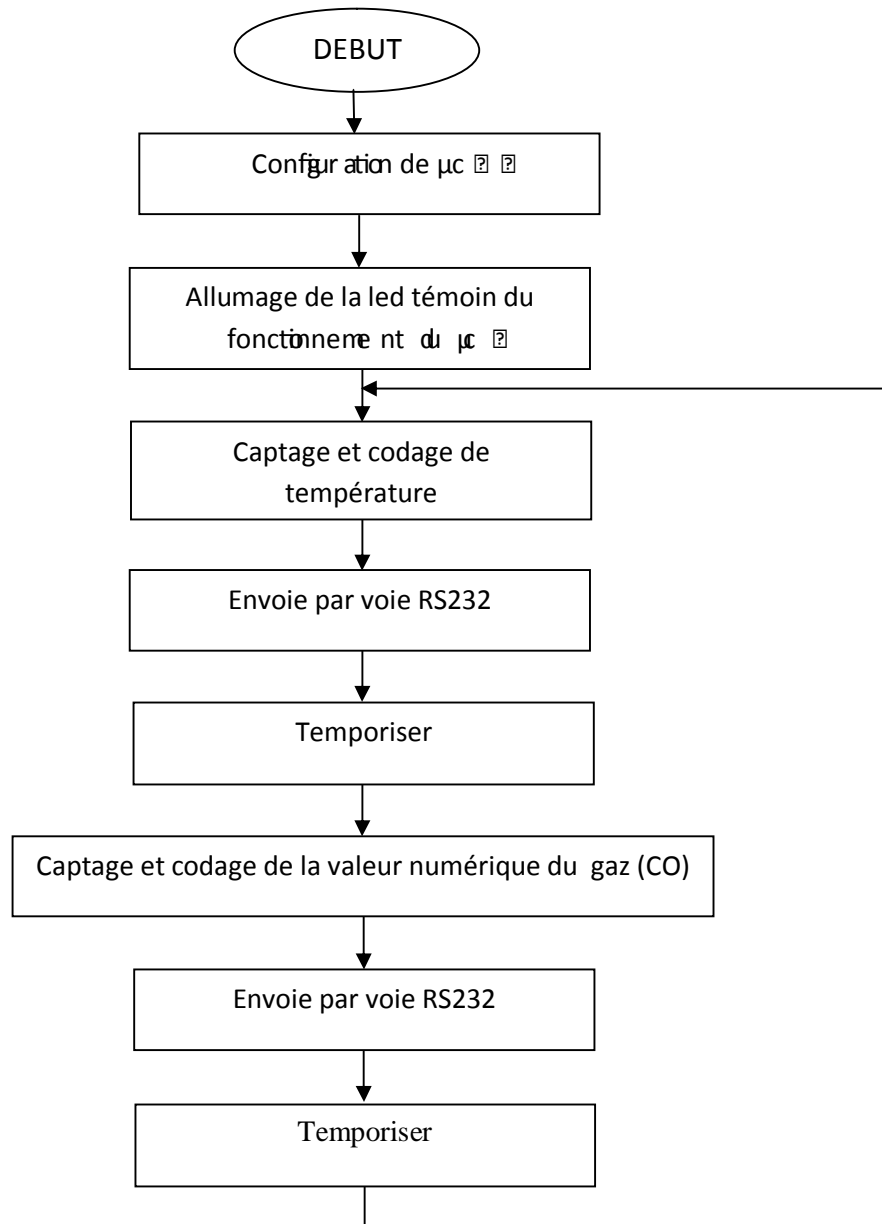 DEBUT
Configuration de µc
Allumage de la led témoin du
fonctionnement du µc
Captage et codage de
température
Envoie par voie RS232
Temporiser
Captage et codage de la valeur numérique du gaz (CO)
Envoie par voie RS232
Temporiser